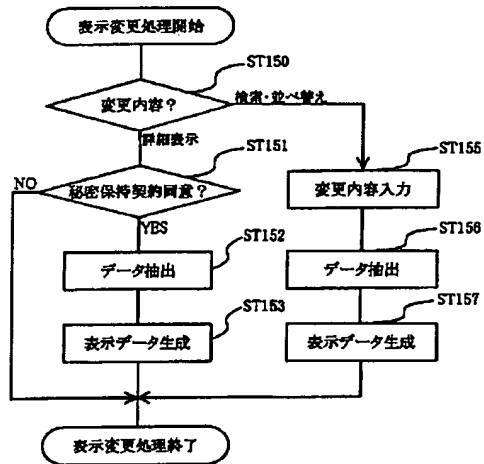 表示変更処理開始
ST150
変更内容？
検索・並べ替え
詳細表示
ST151
ST155
NO
秘密保持契約同意？
変更内容入力
YES
ST152
ST156
データ抽出
データ抽出
ST153
ST157
表示データ生成
表示データ生成
表示変更処理終了